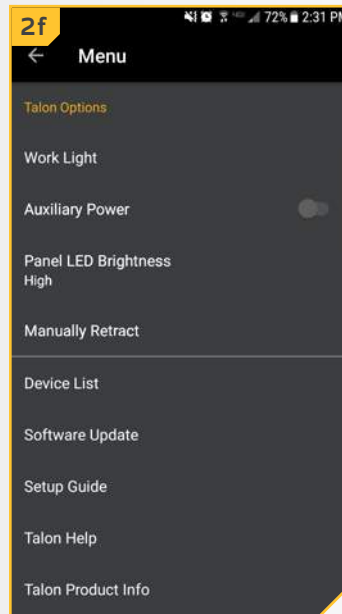 2f
72% 2:31 PM
Menu
Talon Options
Work Light
Auxiliary Power
Panel LED Brightness
High
Manually Retract
Device List
Software Update
Setup Guide
Talon Help
Talon Product Info